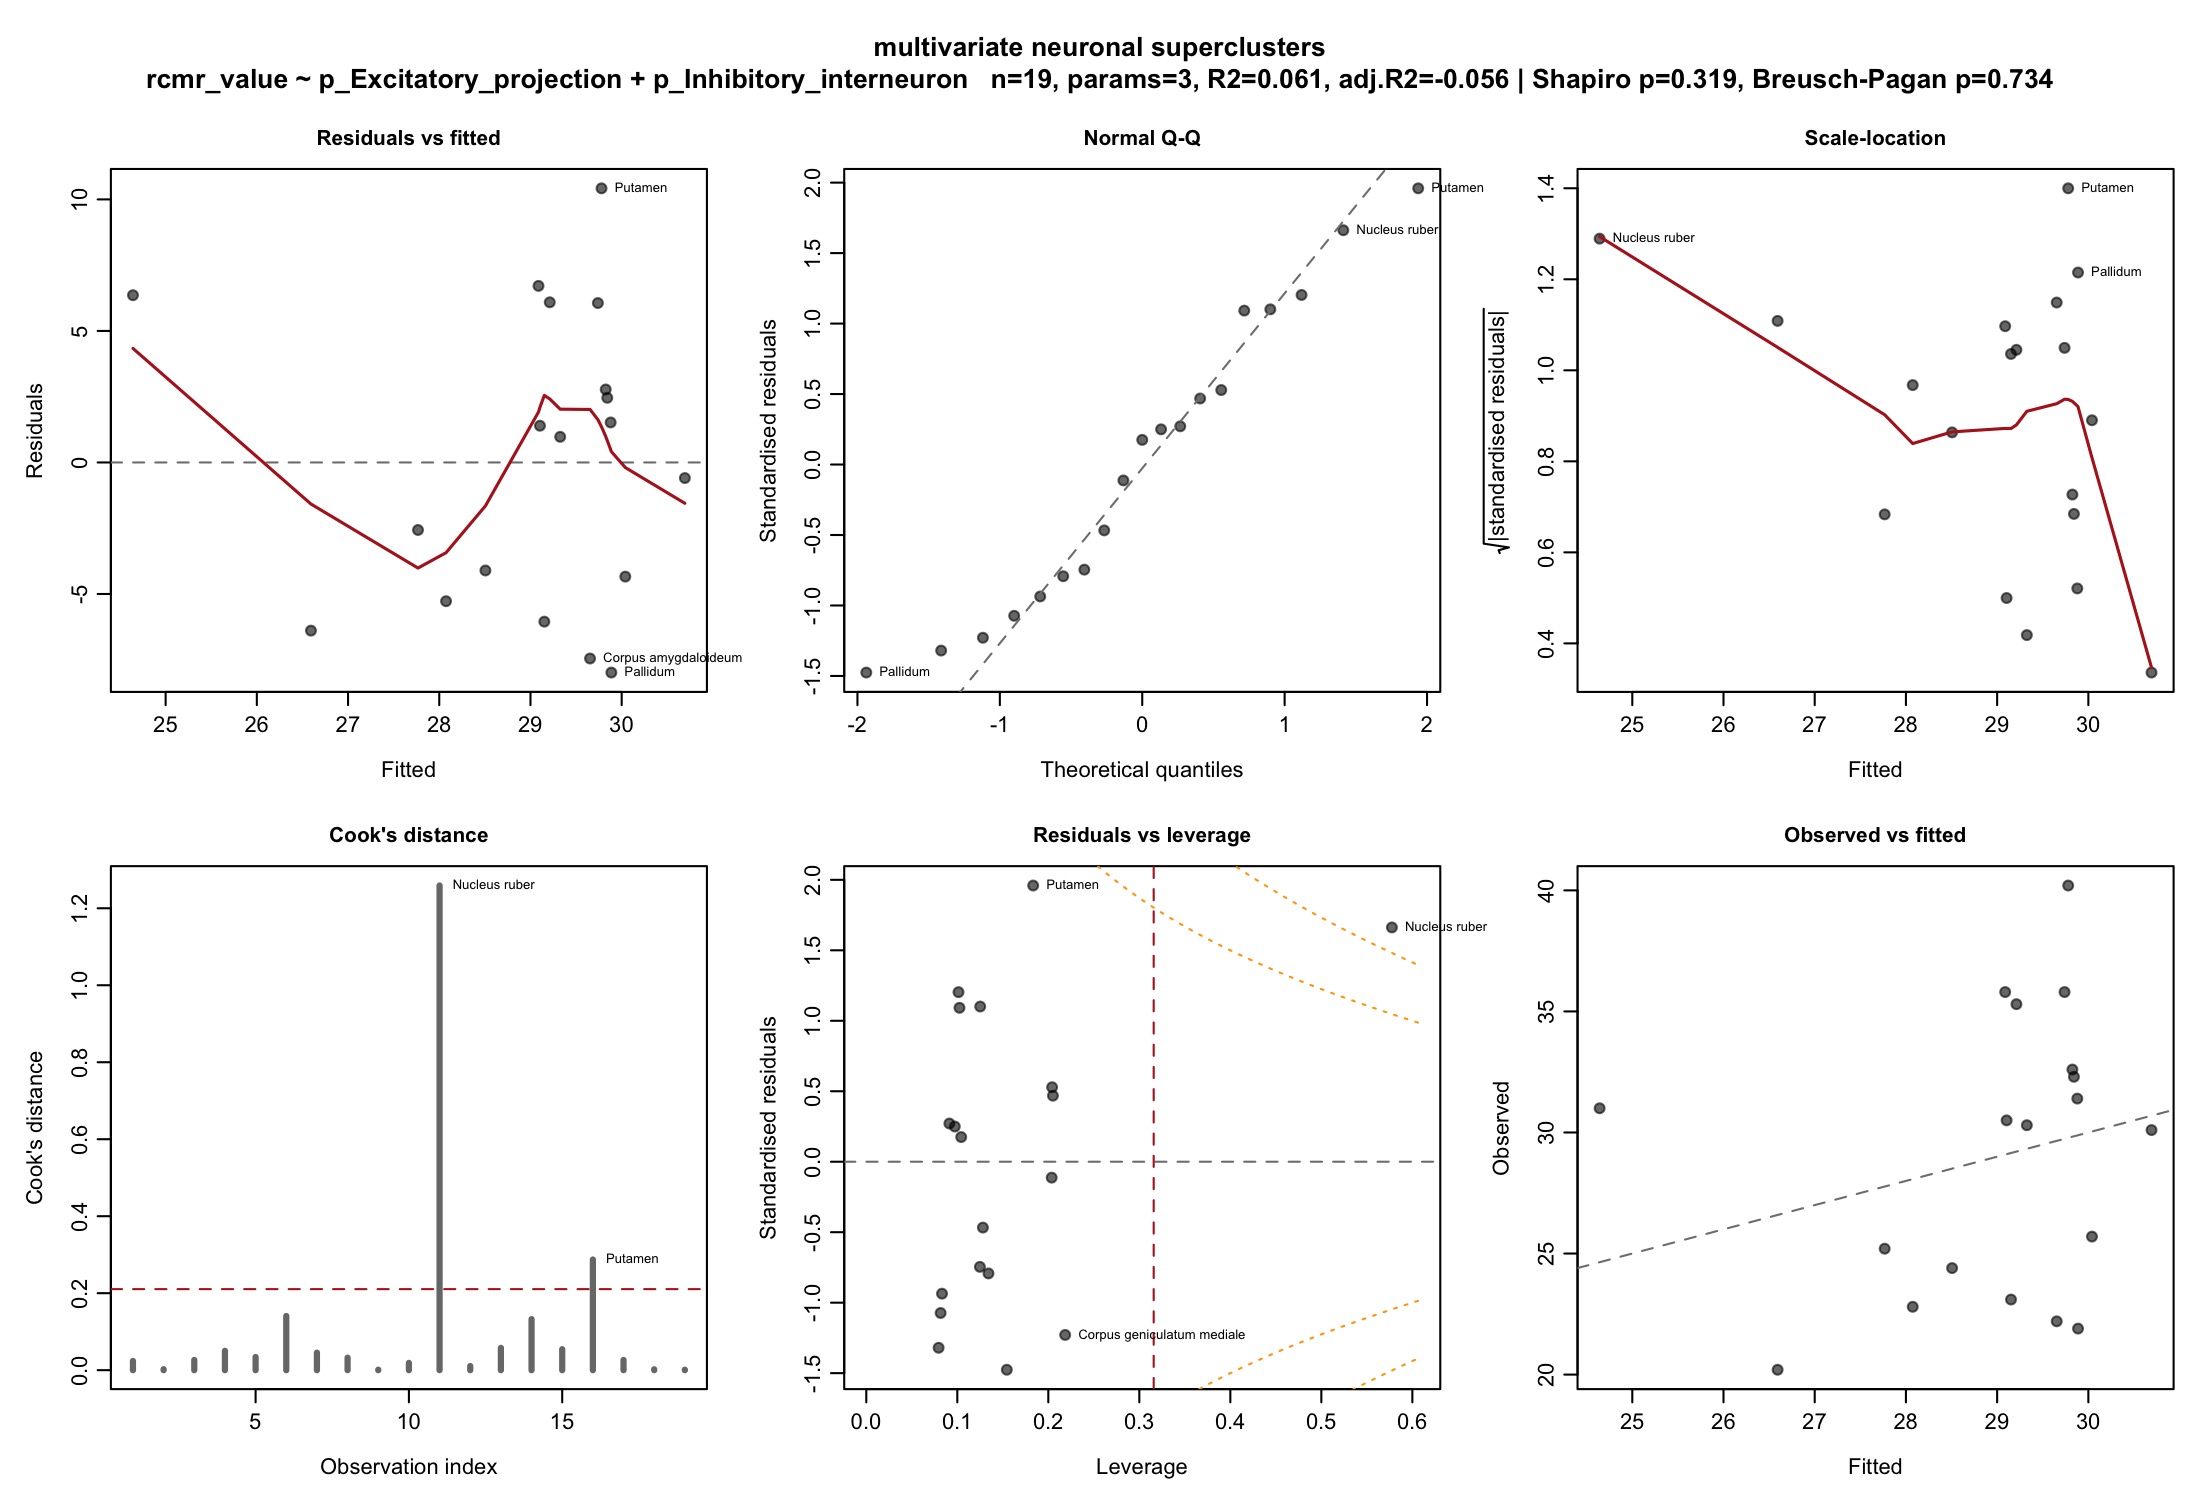 multivariate neuronal superclusters
rcmr_value ~ p_Excitatory_projection + p_Inhibitory_interneuron   n=19, params=3, R2=0.061, adj.R2=-0.056 | Shapiro p=0.319, Breusch-Pagan p=0.734
Residuals vs fitted
Residuals
10
5
0
-5
Putamen
Corpus amygdaloideum
Pallidum
25 26 27 28 29 30
Fitted
Normal Q-Q
Standardised residuals
2.0
1.5
1.0
0.5
0.0
-0.5
-1.0
-1.5
Putamen
Nucleus ruber
Pallidum
-2 -1 0 1 2
Theoretical quantiles
Scale-location
√|standardised residuals|
1.4
1.2
1.0
0.8
0.6
0.4
Putamen
Nucleus ruber
Pallidum
25 26 27 28 29 30
Fitted
Cook's distance
Cook's distance
1.2
1.0
0.8
0.6
0.4
0.2
0.0
Nucleus ruber
Putamen
5 10 15
Observation index
Residuals vs leverage
Standardised residuals
2.0
1.5
1.0
0.5
0.0
-0.5
-1.0
-1.5
Putamen
Nucleus ruber
Corpus geniculatum mediale
0.0 0.1 0.2 0.3 0.4 0.5 0.6
Leverage
Observed vs fitted
Observed
40
35
30
25
20
25 26 27 28 29 30
Fitted